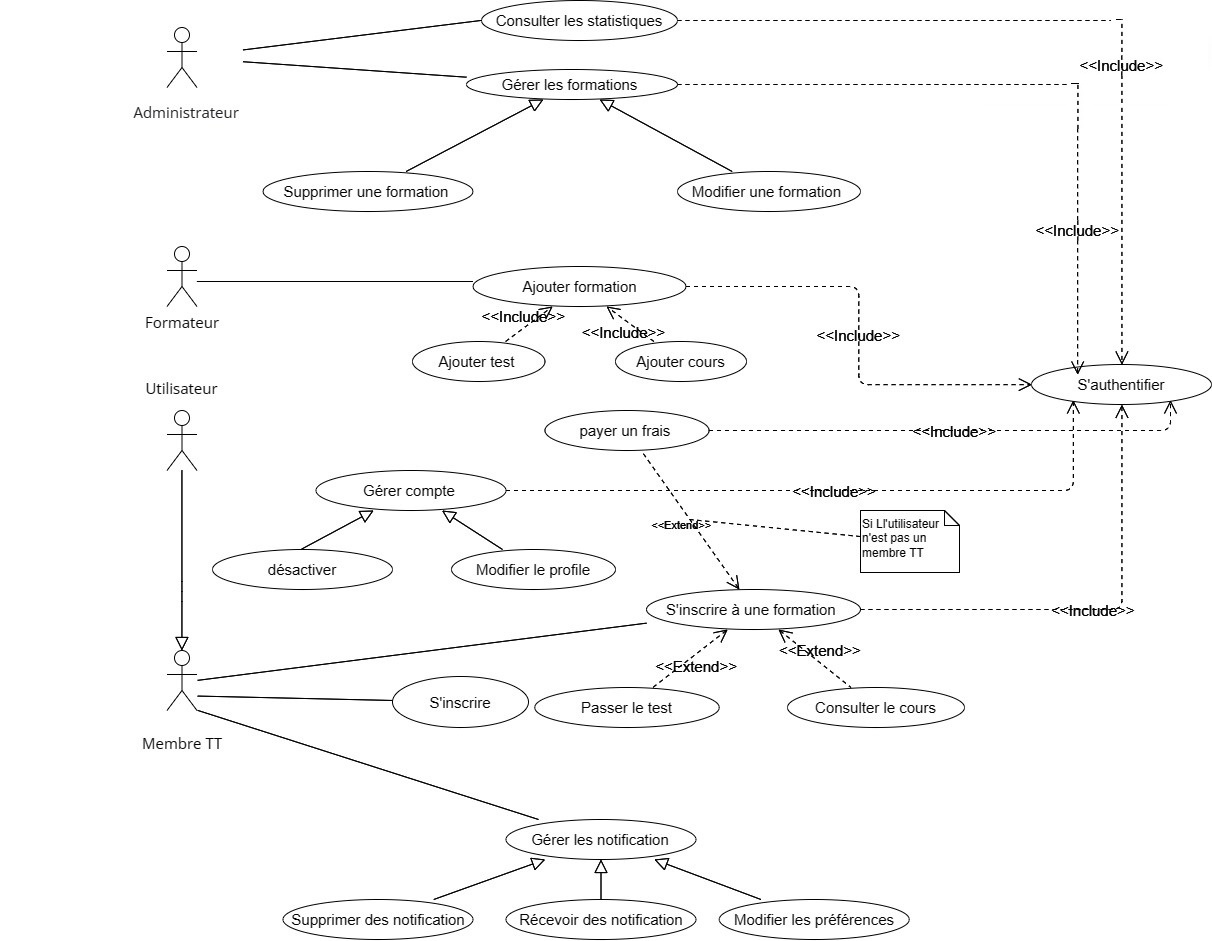 Consulter les statistiques
<<Include>>
Gérer les formations
Administrateur
Supprimer une formation
Modifier une formation
<<Include>>
Ajouter formation
<<Include>>
<<Include>>
<<Include>>
Formateur
Ajouter test
Ajouter cours
S'authentifier
Utilisateur
payer un frais
<<Include>>
Gérer compte
<<Include>>
<<Extend>>
Si Ll'utilisateur
n'est pas un
membre TT
désactiver
Modifier le profile
S'inscrire à une formation
<<Include>>
<<Extend>>
<<Extend>>
S'inscrire
Passer le test
Consulter le cours
Membre TT
Gérer les notification
Supprimer des notification
Récevoir des notification
Modifier les préférences